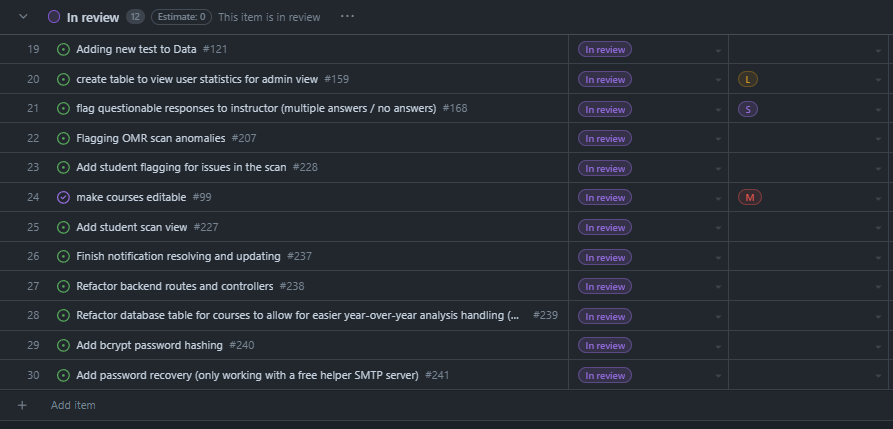 In review 12 Estimate: 0 This item is in review ...
19 Adding new test to Data #121 In review
20 create table to view user statistics for admin view #159 In review L
21 flag questionable responses to instructor (multiple answers / no answers) #168 In review S
22 Flagging OMR scan anomalies #207 In review
23 Add student flagging for issues in the scan #228 In review
24 make courses editable #99 In review M
25 Add student scan view #227 In review
26 Finish notification resolving and updating #237 In review
27 Refactor backend routes and controllers #238 In review
28 Refactor database table for courses to allow for easier year-over-year analysis handling (... #239 In review
29 Add bcrypt password hashing #240 In review
30 Add password recovery (only working with a free helper SMTP server) #241 In review
+ Add item